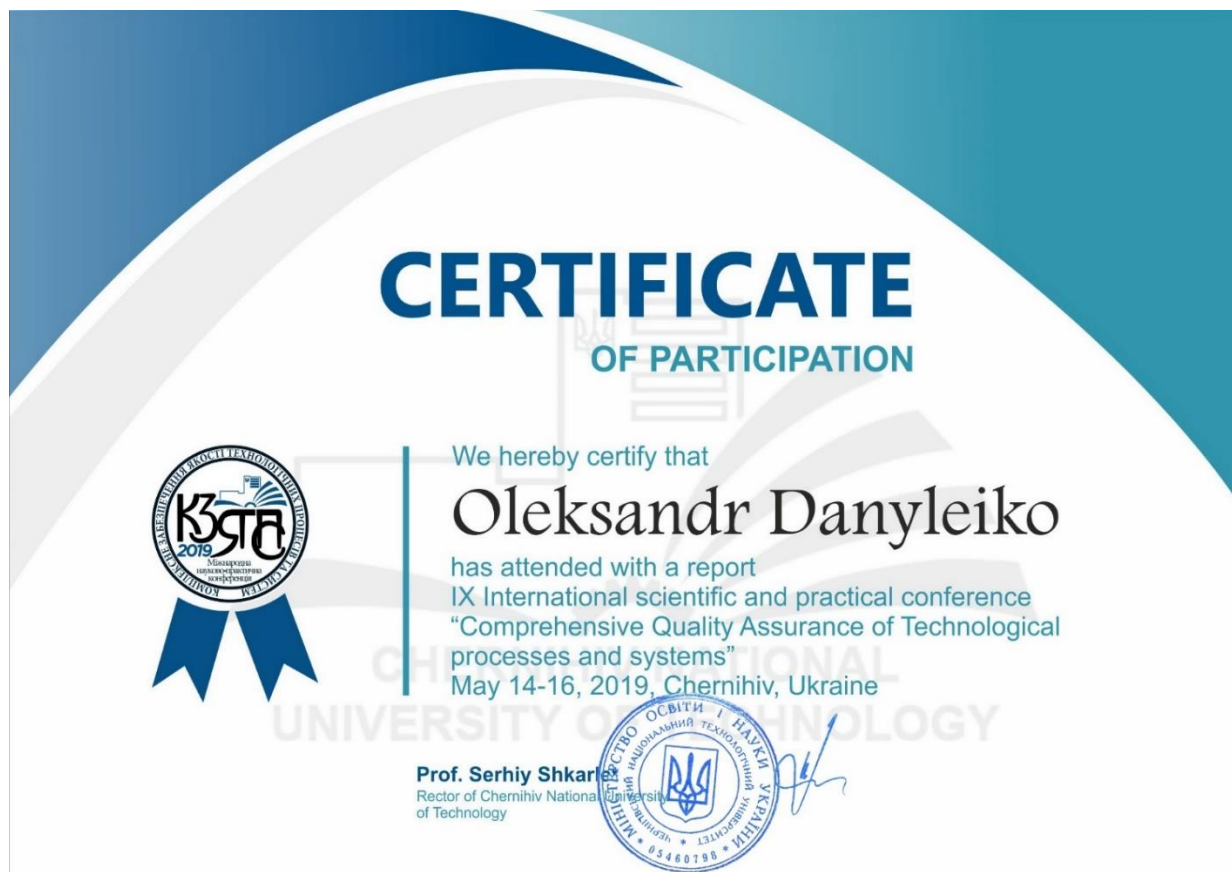 CERTIFICATE
OF PARTICIPATION
We hereby certify that
Oleksandr Danyleiko
has attended with a report
IX International scientific and practical conference
“Comprehensive Quality Assurance of Technological
processes and systems”
May 14-16, 2019, Chernihiv, Ukraine
КОМПЛЕКСНЕ ЗАБЕЗПЕЧЕННЯ ЯКОСТІ ТЕХНОЛОГІЧНИХ ПРОЦЕСІВ ТА СИСТЕМ
КЗЯТПС
2019
Міжнародна
науково-практична
конференція
CHERNIHIV NATIONAL
UNIVERSITY OF TECHNOLOGY
Prof. Serhiy Shkarlet
Rector of Chernihiv National University
of Technology
МІНІСТЕРСТВО ОСВІТИ І НАУКИ УКРАЇНИ
ЧЕРНІГІВСЬКИЙ НАЦІОНАЛЬНИЙ ТЕХНОЛОГІЧНИЙ УНІВЕРСИТЕТ
* 05460798 *